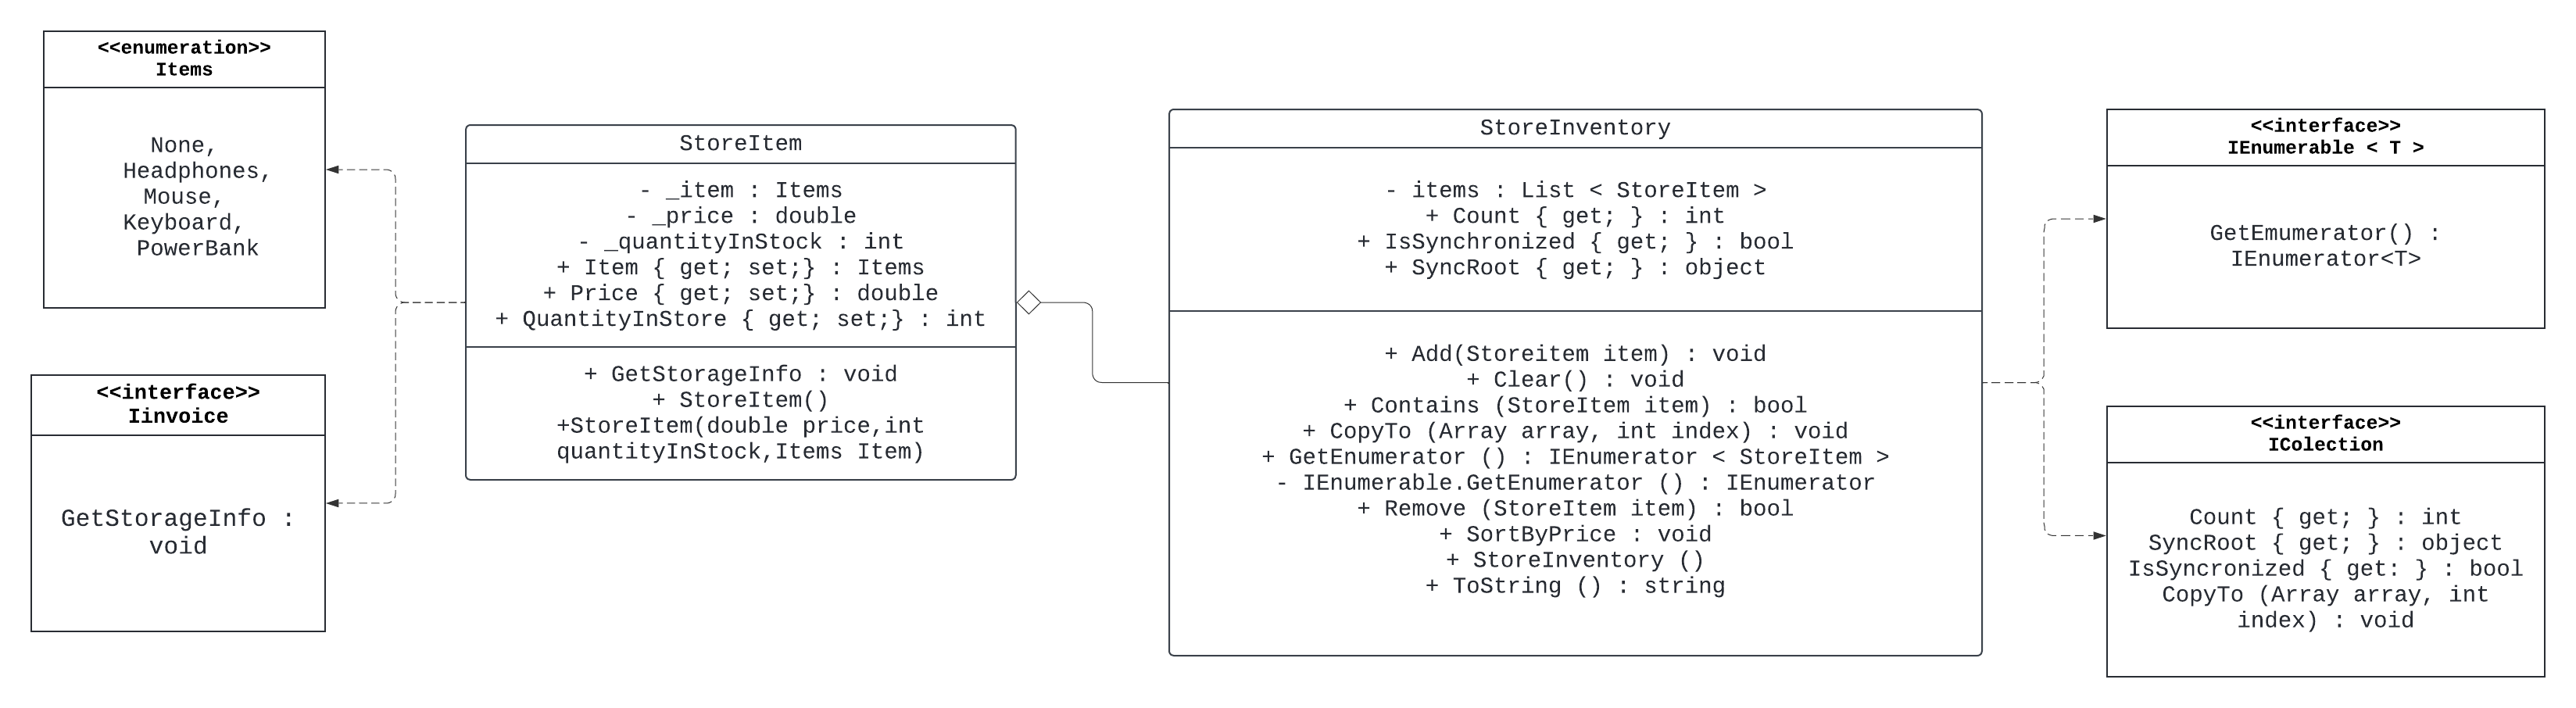 <<enumeration>>
Items
None,
Headphones,
Mouse,
Keyboard,
PowerBank
<<interface>>
Iinvoice
GetStorageInfo :
void
StoreItem
- _item : Items
- _price : double
- _quantityInStock : int
+ Item { get; set;} : Items
+ Price { get; set;} : double
+ QuantityInStore { get; set;} : int
+ GetStorageInfo : void
+ StoreItem()
+StoreItem(double price,int
quantityInStock,Items Item)
StoreInventory
- items : List < StoreItem >
+ Count { get; } : int
+ IsSynchronized { get; } : bool
+ SyncRoot { get; } : object
+ Add(Storeitem item) : void
+ Clear() : void
+ Contains (StoreItem item) : bool
+ CopyTo (Array array, int index) : void
+ GetEnumerator () : IEnumerator < StoreItem >
- IEnumerable.GetEnumerator () : IEnumerator
+ Remove (StoreItem item) : bool
+ SortByPrice : void
+ StoreInventory ()
+ ToString () : string
<<interface>>
IEnumerable < T >
GetEmumerator() :
IEnumerator<T>
<<interface>>
IColection
Count { get; } : int
SyncRoot { get; } : object
IsSyncronized { get: } : bool
CopyTo (Array array, int
index) : void